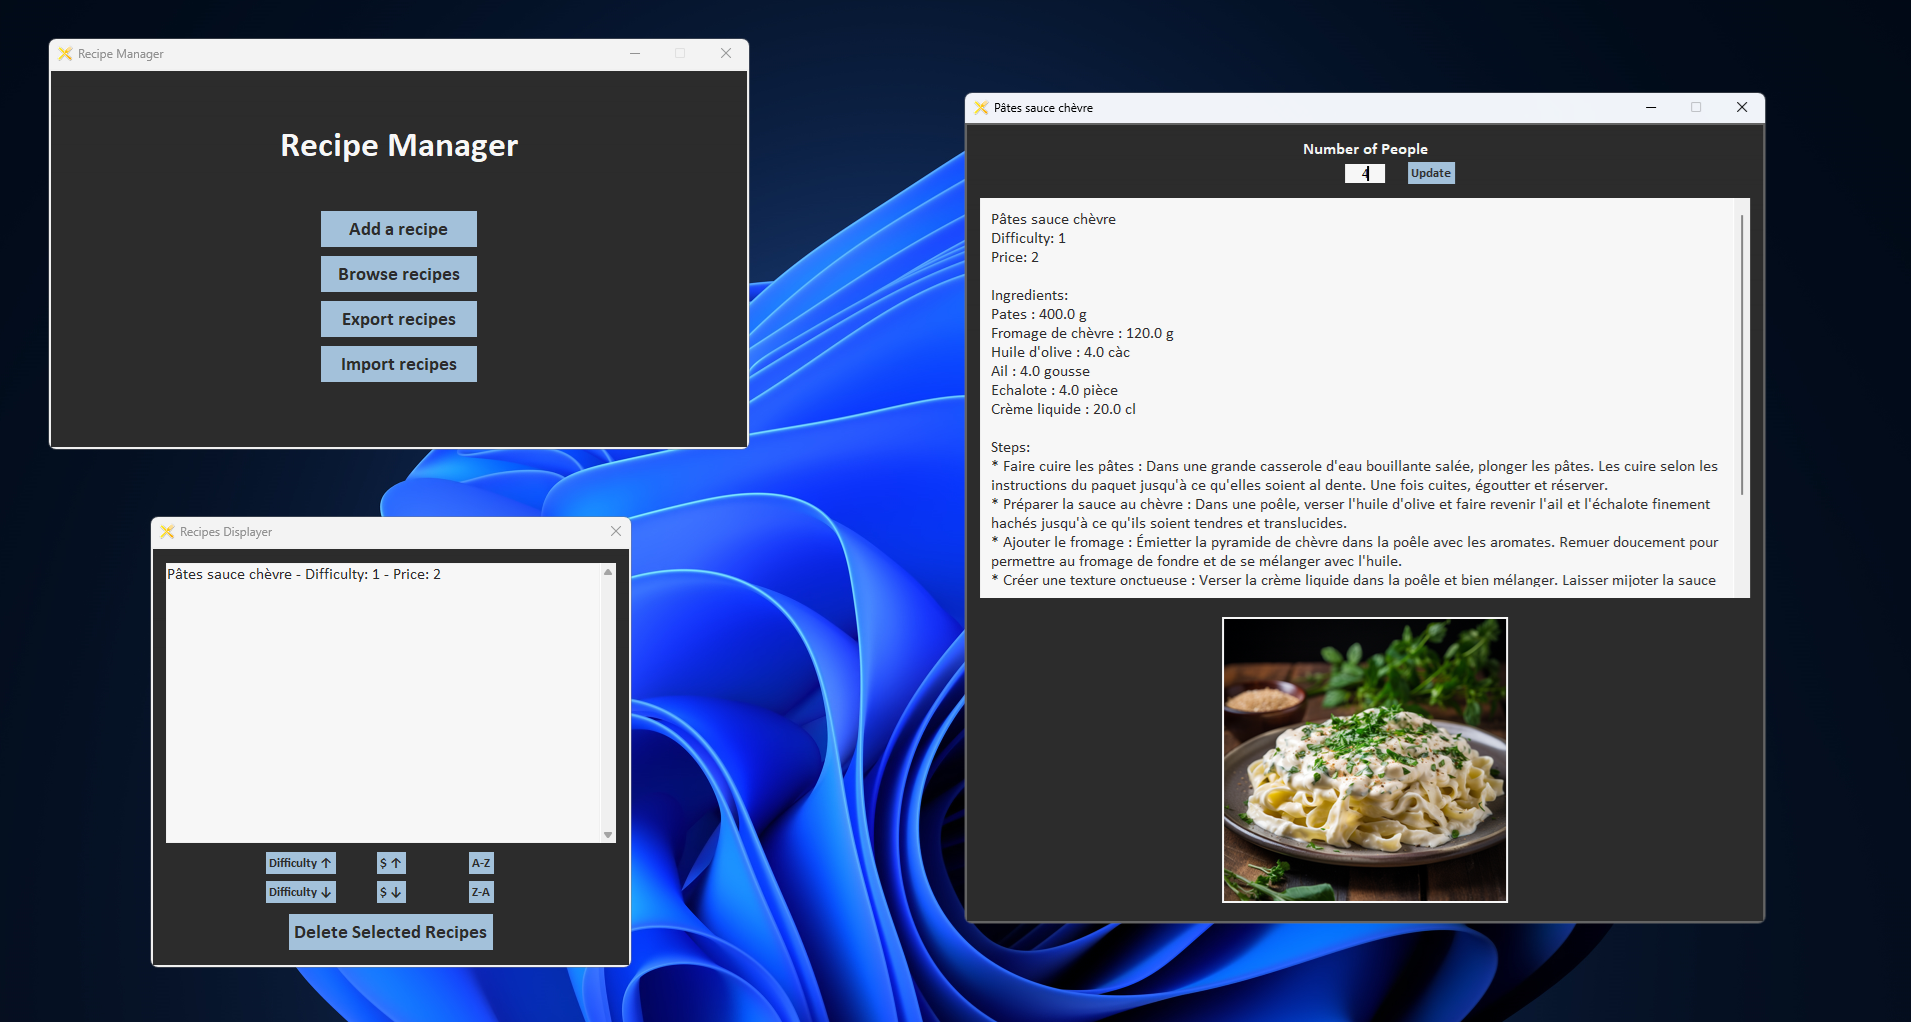 Recipe Manager
Recipe Manager
Add a recipe
Browse recipes
Export recipes
Import recipes
Recipes Displayer
Pâtes sauce chèvre - Difficulty: 1 - Price: 2
Difficulty ↑ $ ↑ A-Z
Difficulty ↓ $ ↓ Z-A
Delete Selected Recipes
Pâtes sauce chèvre
Number of People
4 Update
Pâtes sauce chèvre
Difficulty: 1
Price: 2
Ingredients:
Pates : 400.0 g
Fromage de chèvre : 120.0 g
Huile d'olive : 4.0 càc
Ail : 4.0 gousse
Echalote : 4.0 pièce
Crème liquide : 20.0 cl
Steps:
* Faire cuire les pâtes : Dans une grande casserole d'eau bouillante salée, plonger les pâtes. Les cuire selon les
instructions du paquet jusqu'à ce qu'elles soient al dente. Une fois cuites, égoutter et réserver.
* Préparer la sauce au chèvre : Dans une poêle, verser l'huile d'olive et faire revenir l'ail et l'échalote finement
hachés jusqu'à ce qu'ils soient tendres et translucides.
* Ajouter le fromage : Émietter la pyramide de chèvre dans la poêle avec les aromates. Remuer doucement pour
permettre au fromage de fondre et de se mélanger avec l'huile.
* Créer une texture onctueuse : Verser la crème liquide dans la poêle et bien mélanger. Laisser mijoter la sauce